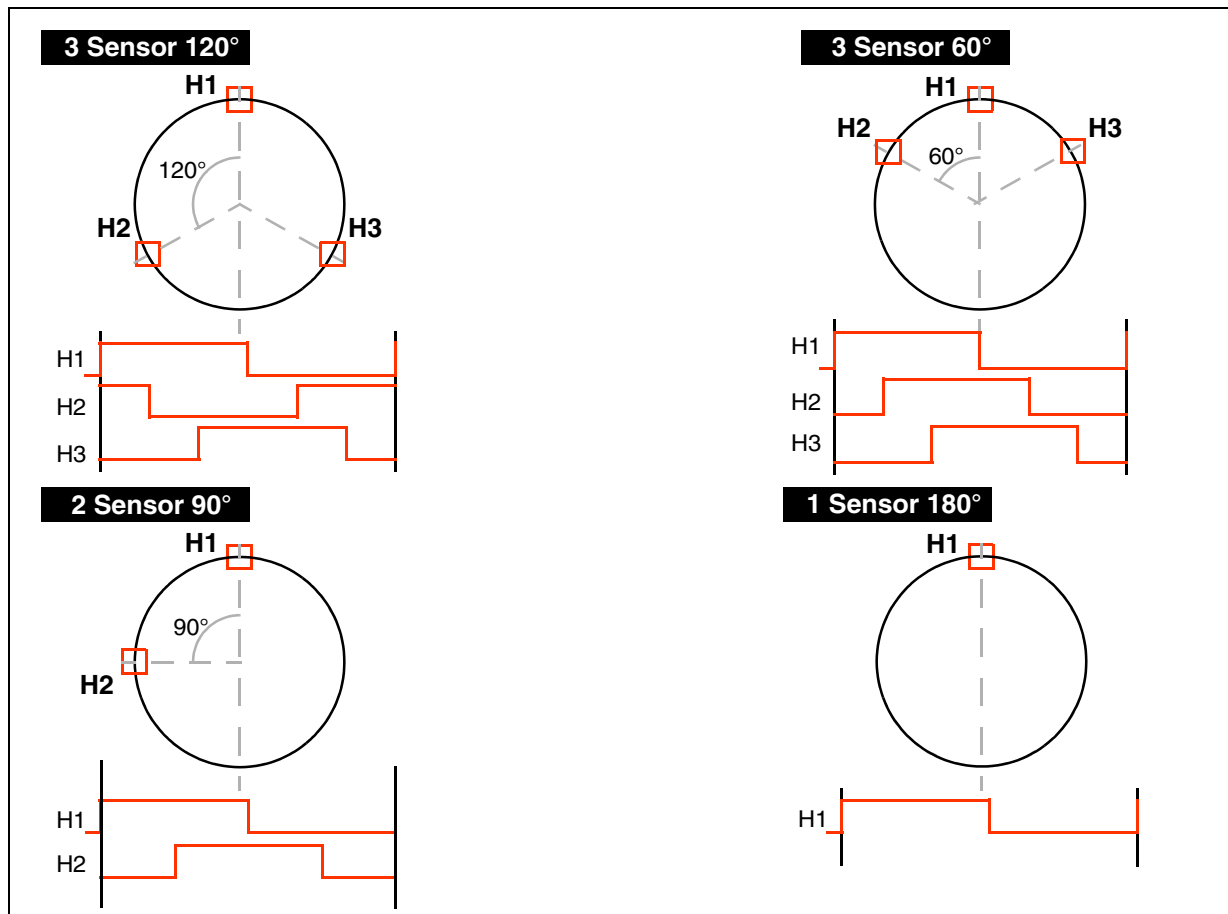 3 Sensor 120°
H1
120°
H2
H3
H1
H2
H3
3 Sensor 60°
H1
H2
H3
60°
H1
H2
H3
2 Sensor 90°
H1
90°
H2
H1
H2
1 Sensor 180°
H1
H1